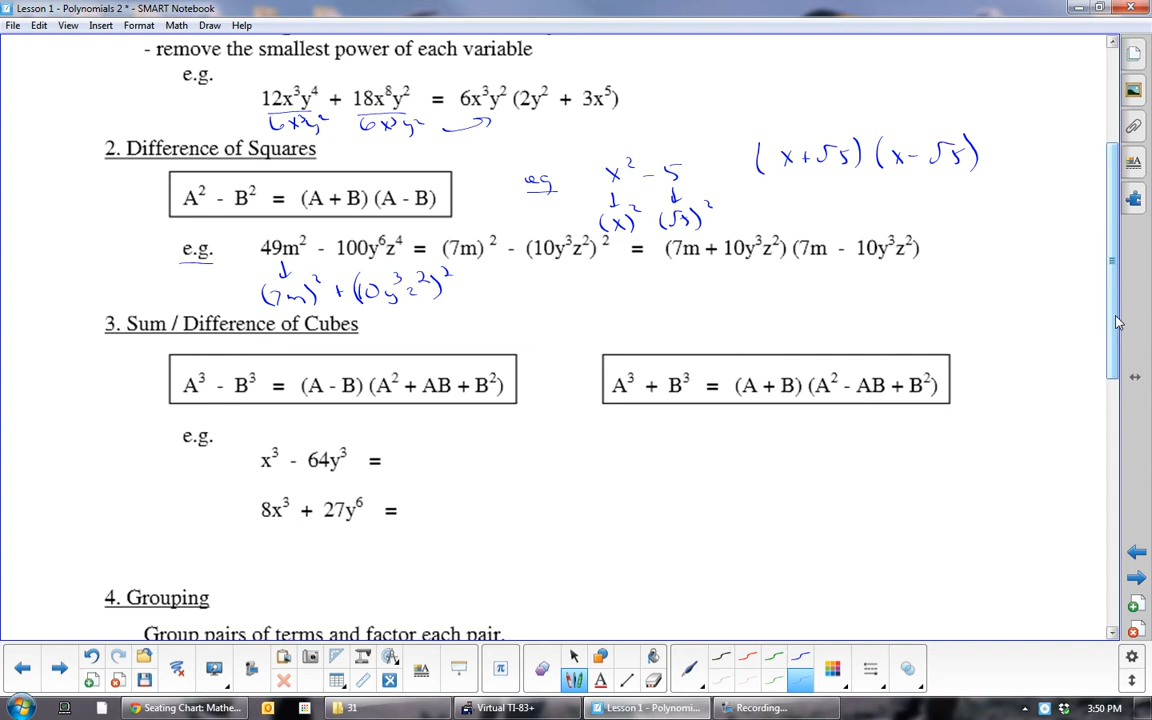 Lesson 1 - Polynomials 2 * - SMART Notebook
File Edit View Insert Format Math Draw Help
- remove the smallest power of each variable
e.g.
12x³y⁴ + 18x⁸y² = 6x³y² (2y² + 3x⁵)
6x³y² 6x³y²
2. Difference of Squares
(x+√5) (x-√5)
eg x² - 5
A² - B² = (A + B) (A - B)
(x)² (√5)²
e.g. 49m² - 100y⁶z⁴ = (7m)² - (10y³z²)² = (7m + 10y³z²) (7m - 10y³z²)
(7m)² + (10y³z²)²
3. Sum / Difference of Cubes
A³ - B³ = (A - B) (A² + AB + B²) A³ + B³ = (A + B) (A² - AB + B²)
e.g.
x³ - 64y³ =
8x³ + 27y⁶ =
4. Grouping
Group pairs of terms and factor each pair.
Seating Chart: Mathe... 31 Virtual TI-83+ Lesson 1 - Polynomi... Recording... 3:50 PM